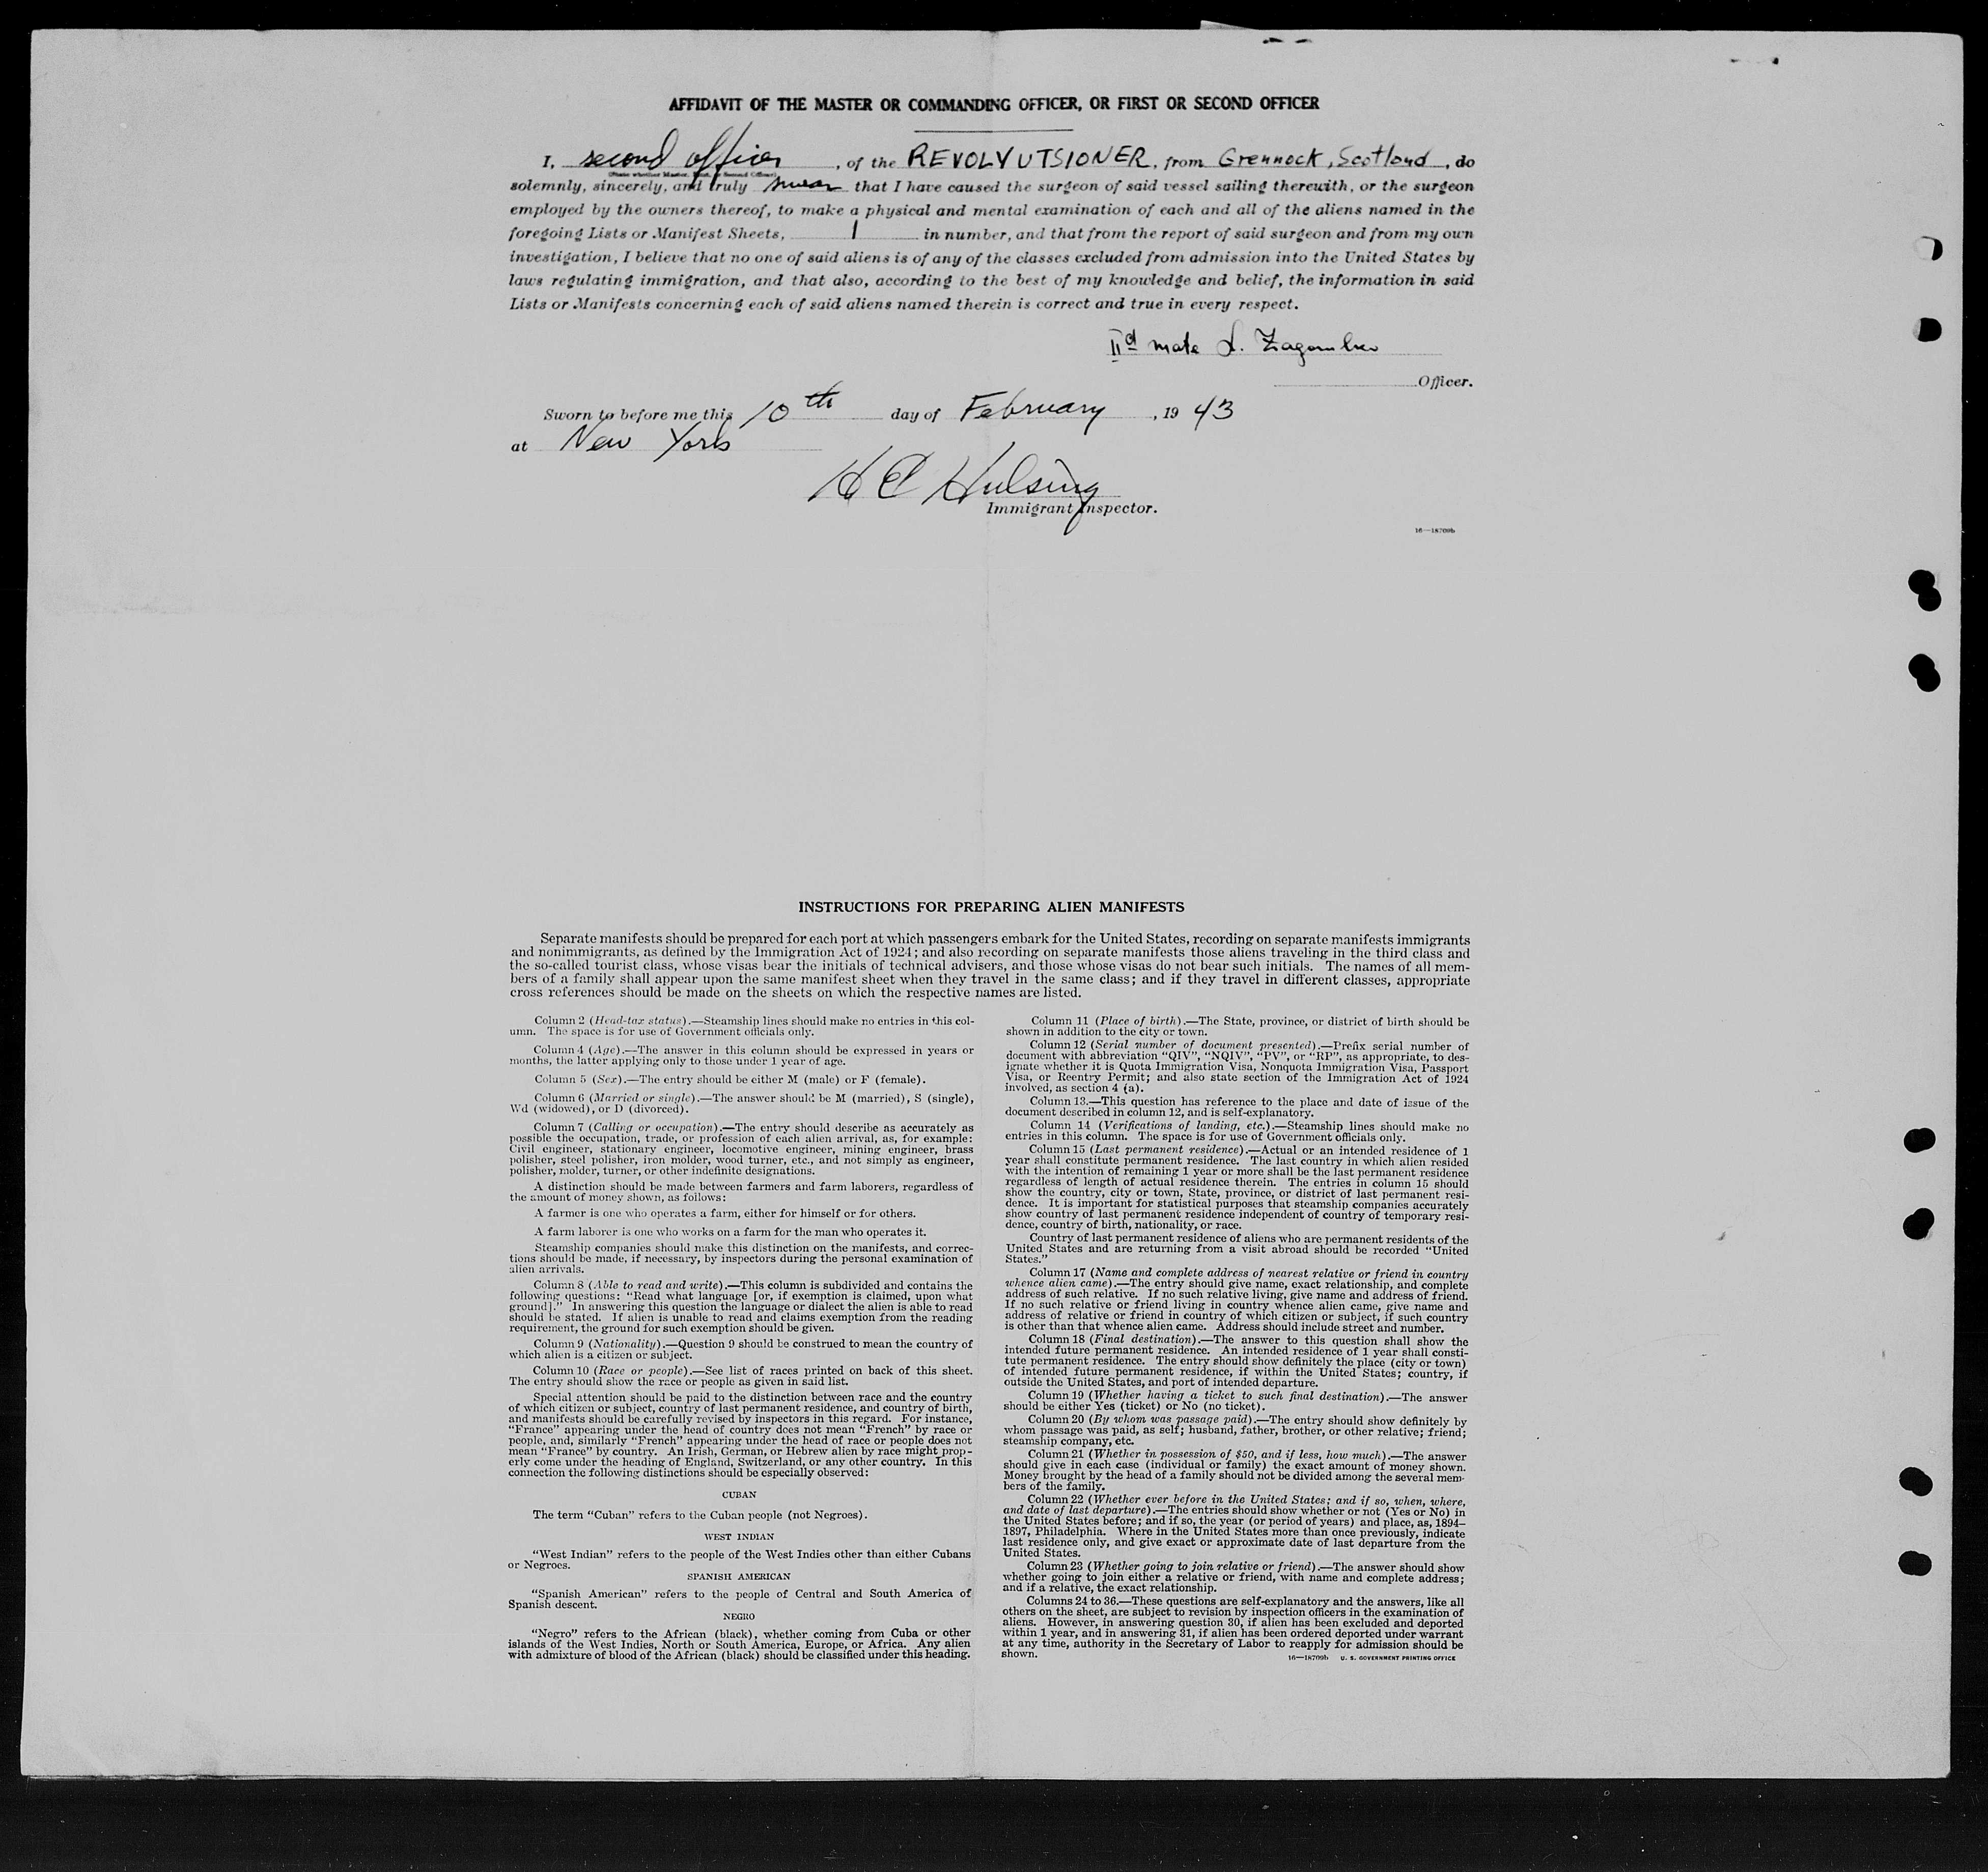 AFFIDAVIT OF THE MASTER OR COMMANDING OFFICER, OR FIRST OR SECOND OFFICER
I, second officer, of the REVOLVUTSIONER, from Grennock, Scotland, do
solemnly, sincerely, and truly swear that I have caused the surgeon of said vessel sailing therewith, or the surgeon
employed by the owners thereof, to make a physical and mental examination of each and all of the aliens named in the
foregoing Lists or Manifest Sheets, 1 in number, and that from the report of said surgeon and from my own
investigation, I believe that no one of said aliens is of any of the classes excluded from admission into the United States by
laws regulating immigration, and that also, according to the best of my knowledge and belief, the information in said
Lists or Manifests concerning each of said aliens named therein is correct and true in every respect.
IId mate
Officer.
Sworn to before me this 10th day of February, 19 43
at New York
H C Hulsing
Immigrant Inspector.
16—18709b
INSTRUCTIONS FOR PREPARING ALIEN MANIFESTS
Separate manifests should be prepared for each port at which passengers embark for the United States, recording on separate manifests immigrants
and nonimmigrants, as defined by the Immigration Act of 1924; and also recording on separate manifests those aliens traveling in the third class and
the so-called tourist class, whose visas bear the initials of technical advisers, and those whose visas do not bear such initials. The names of all mem-
bers of a family shall appear upon the same manifest sheet when they travel in the same class; and if they travel in different classes, appropriate
cross references should be made on the sheets on which the respective names are listed.
Column 2 (Head-tax status).—Steamship lines should make no entries in this col-
umn. The space is for use of Government officials only.
Column 4 (Age).—The answer in this column should be expressed in years or
months, the latter applying only to those under 1 year of age.
Column 5 (Sex).—The entry should be either M (male) or F (female).
Column 6 (Married or single).—The answer should be M (married), S (single),
Wd (widowed), or D (divorced).
Column 7 (Calling or occupation).—The entry should describe as accurately as
possible the occupation, trade, or profession of each alien arrival, as, for example:
Civil engineer, stationary engineer, locomotive engineer, mining engineer, brass
polisher, steel polisher, iron molder, wood turner, etc., and not simply as engineer,
polisher, molder, turner, or other indefinite designations.
A distinction should be made between farmers and farm laborers, regardless of
the amount of money shown, as follows:
A farmer is one who operates a farm, either for himself or for others.
A farm laborer is one who works on a farm for the man who operates it.
Steamship companies should make this distinction on the manifests, and correc-
tions should be made, if necessary, by inspectors during the personal examination of
alien arrivals.
Column 8 (Able to read and write).—This column is subdivided and contains the
following questions: “Read what language [or, if exemption is claimed, upon what
ground].” In answering this question the language or dialect the alien is able to read
should be stated. If alien is unable to read and claims exemption from the reading
requirement, the ground for such exemption should be given.
Column 9 (Nationality).—Question 9 should be construed to mean the country of
which alien is a citizen or subject.
Column 10 (Race or people).—See list of races printed on back of this sheet.
The entry should show the race or people as given in said list.
Special attention should be paid to the distinction between race and the country
of which citizen or subject, country of last permanent residence, and country of birth,
and manifests should be carefully revised by inspectors in this regard. For instance,
“France” appearing under the head of country does not mean “French” by race or
people, and, similarly “French” appearing under the head of race or people does not
mean “France” by country. An Irish, German, or Hebrew alien by race might prop-
erly come under the heading of England, Switzerland, or any other country. In this
connection the following distinctions should be especially observed:
CUBAN
The term “Cuban” refers to the Cuban people (not Negroes).
WEST INDIAN
“West Indian” refers to the people of the West Indies other than either Cubans
or Negroes.
SPANISH AMERICAN
“Spanish American” refers to the people of Central and South America of
Spanish descent.
NEGRO
“Negro” refers to the African (black), whether coming from Cuba or other
islands of the West Indies, North or South America, Europe, or Africa. Any alien
with admixture of blood of the African (black) should be classified under this heading.
Column 11 (Place of birth).—The State, province, or district of birth should be
shown in addition to the city or town.
Column 12 (Serial number of document presented).—Prefix serial number of
document with abbreviation “QIV”, “NQIV”, “PV”, or “RP”, as appropriate, to des-
ignate whether it is Quota Immigration Visa, Nonquota Immigration Visa, Passport
Visa, or Reentry Permit; and also state section of the Immigration Act of 1924
involved, as section 4 (a).
Column 13.—This question has reference to the place and date of issue of the
document described in column 12, and is self-explanatory.
Column 14 (Verifications of landing, etc.).—Steamship lines should make no
entries in this column. The space is for use of Government officials only.
Column 15 (Last permanent residence).—Actual or an intended residence of 1
year shall constitute permanent residence. The last country in which alien resided
with the intention of remaining 1 year or more shall be the last permanent residence
regardless of length of actual residence therein. The entries in column 15 should
show the country, city or town, State, province, or district of last permanent resi-
dence. It is important for statistical purposes that steamship companies accurately
show country of last permanent residence independent of country of temporary resi-
dence, country of birth, nationality, or race.
Country of last permanent residence of aliens who are permanent residents of the
United States and are returning from a visit abroad should be recorded “United
States.”
Column 17 (Name and complete address of nearest relative or friend in country
whence alien came).—The entry should give name, exact relationship, and complete
address of such relative. If no such relative living, give name and address of friend.
If no such relative or friend living in country whence alien came, give name and
address of relative or friend in country of which citizen or subject, if such country
is other than that whence alien came. Address should include street and number.
Column 18 (Final destination).—The answer to this question shall show the
intended future permanent residence. An intended residence of 1 year shall consti-
tute permanent residence. The entry should show definitely the place (city or town)
of intended future permanent residence, if within the United States; country, if
outside the United States, and port of intended departure.
Column 19 (Whether having a ticket to such final destination).—The answer
should be either Yes (ticket) or No (no ticket).
Column 20 (By whom was passage paid).—The entry should show definitely by
whom passage was paid, as self; husband, father, brother, or other relative; friend;
steamship company, etc.
Column 21 (Whether in possession of $50, and if less, how much).—The answer
should give in each case (individual or family) the exact amount of money shown.
Money brought by the head of a family should not be divided among the several mem-
bers of the family.
Column 22 (Whether ever before in the United States; and if so, when, where,
and date of last departure).—The entries should show whether or not (Yes or No) in
the United States before; and if so, the year (or period of years) and place, as, 1894–
1897, Philadelphia. Where in the United States more than once previously, indicate
last residence only, and give exact or approximate date of last departure from the
United States.
Column 23 (Whether going to join relative or friend).—The answer should show
whether going to join either a relative or friend, with name and complete address;
and if a relative, the exact relationship.
Columns 24 to 36.—These questions are self-explanatory and the answers, like all
others on the sheet, are subject to revision by inspection officers in the examination of
aliens. However, in answering question 30, if alien has been excluded and deported
within 1 year, and in answering 31, if alien has been ordered deported under warrant
at any time, authority in the Secretary of Labor to reapply for admission should be
shown.
16—18709b U. S. GOVERNMENT PRINTING OFFICE